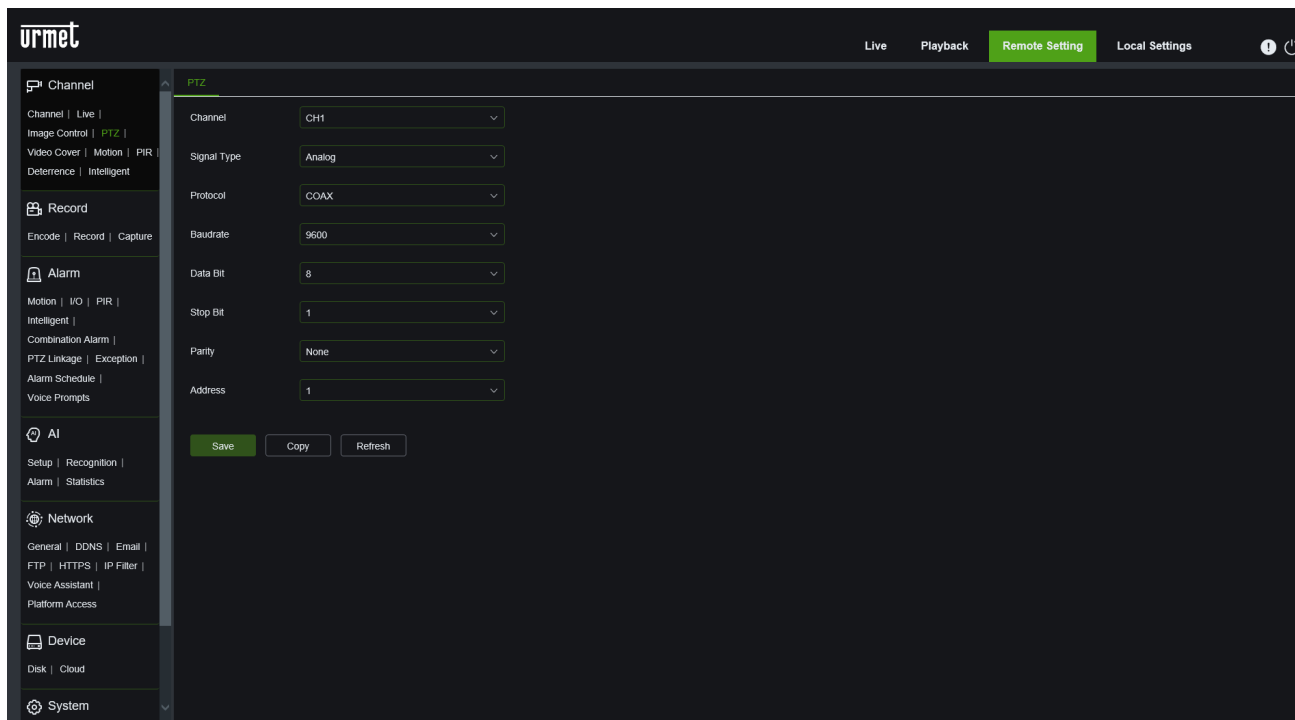 urmet
Live Playback Remote Setting Local Settings
Channel
Channel | Live |
Image Control | PTZ |
Video Cover | Motion | PIR |
Deterrence | Intelligent
Record
Encode | Record | Capture
Alarm
Motion | I/O | PIR |
Intelligent |
Combination Alarm |
PTZ Linkage | Exception |
Alarm Schedule |
Voice Prompts
AI
Setup | Recognition |
Alarm | Statistics
Network
General | DDNS | Email |
FTP | HTTPS | IP Filter |
Voice Assistant |
Platform Access
Device
Disk | Cloud
System
PTZ
Channel CH1
Signal Type Analog
Protocol COAX
Baudrate 9600
Data Bit 8
Stop Bit 1
Parity None
Address 1
Save Copy Refresh